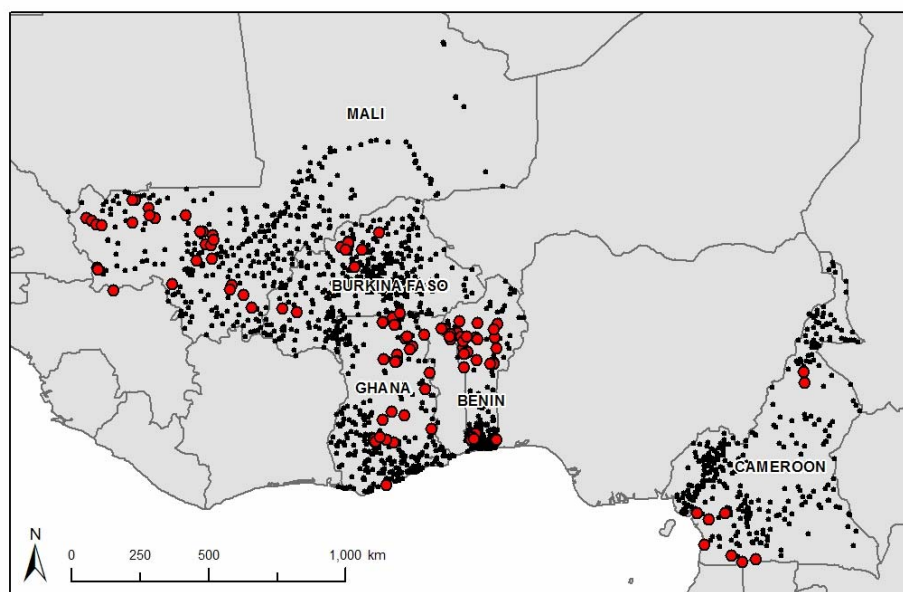 MALI
BURKINA FASO
GHANA
BENIN
CAMEROON
N
0 250 500 1,000 km